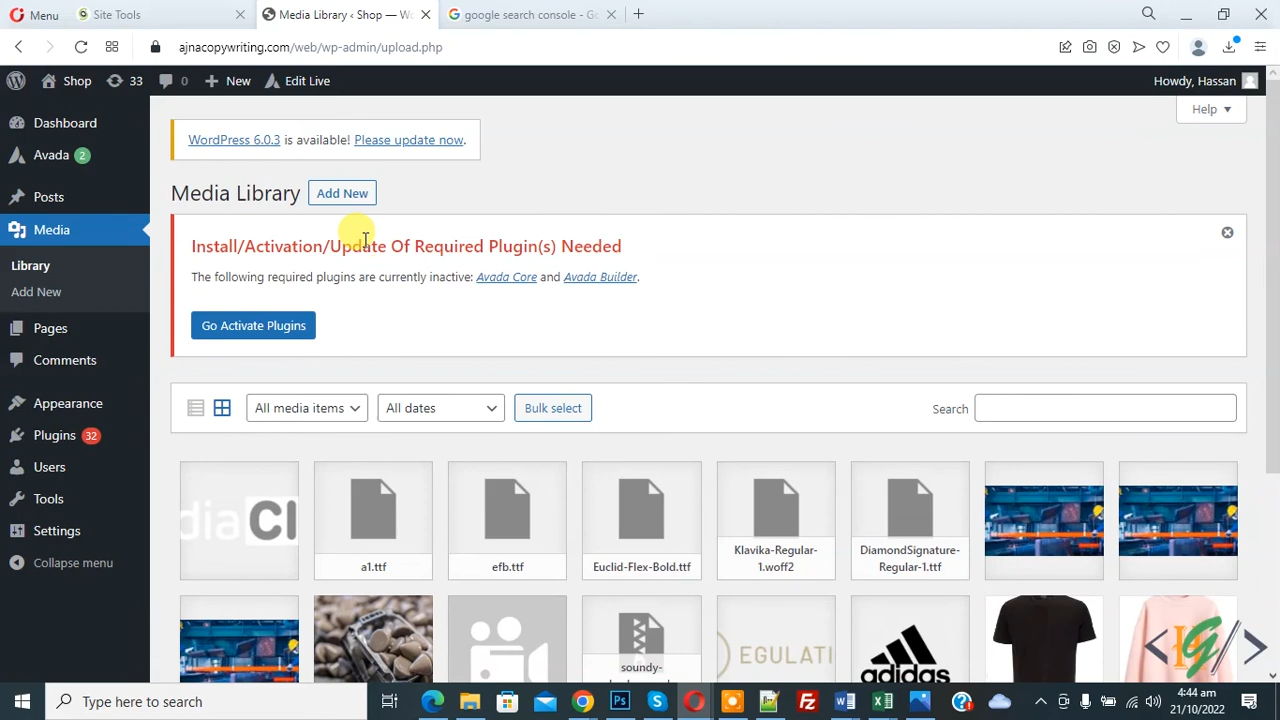 Menu
Site Tools
Media Library ‹ Shop — Wo
google search console - Go
ajnacopywriting.com/web/wp-admin/upload.php
Shop
33
0
New
Edit Live
Howdy, Hassan
Help
Dashboard
Avada 2
Posts
Media
Library
Add New
Pages
Comments
Appearance
Plugins 32
Users
Tools
Settings
Collapse menu
WordPress 6.0.3 is available! Please update now.
Media Library
Add New
Install/Activation/Update Of Required Plugin(s) Needed
The following required plugins are currently inactive: Avada Core and Avada Builder.
Go Activate Plugins
All media items
All dates
Bulk select
Search
a1.ttf
efb.ttf
Euclid-Flex-Bold.ttf
Klavika-Regular-
1.woff2
DiamondSignature-
Regular-1.ttf
soundy-
EGULATI
adidas
Type here to search
4:44 am
21/10/2022